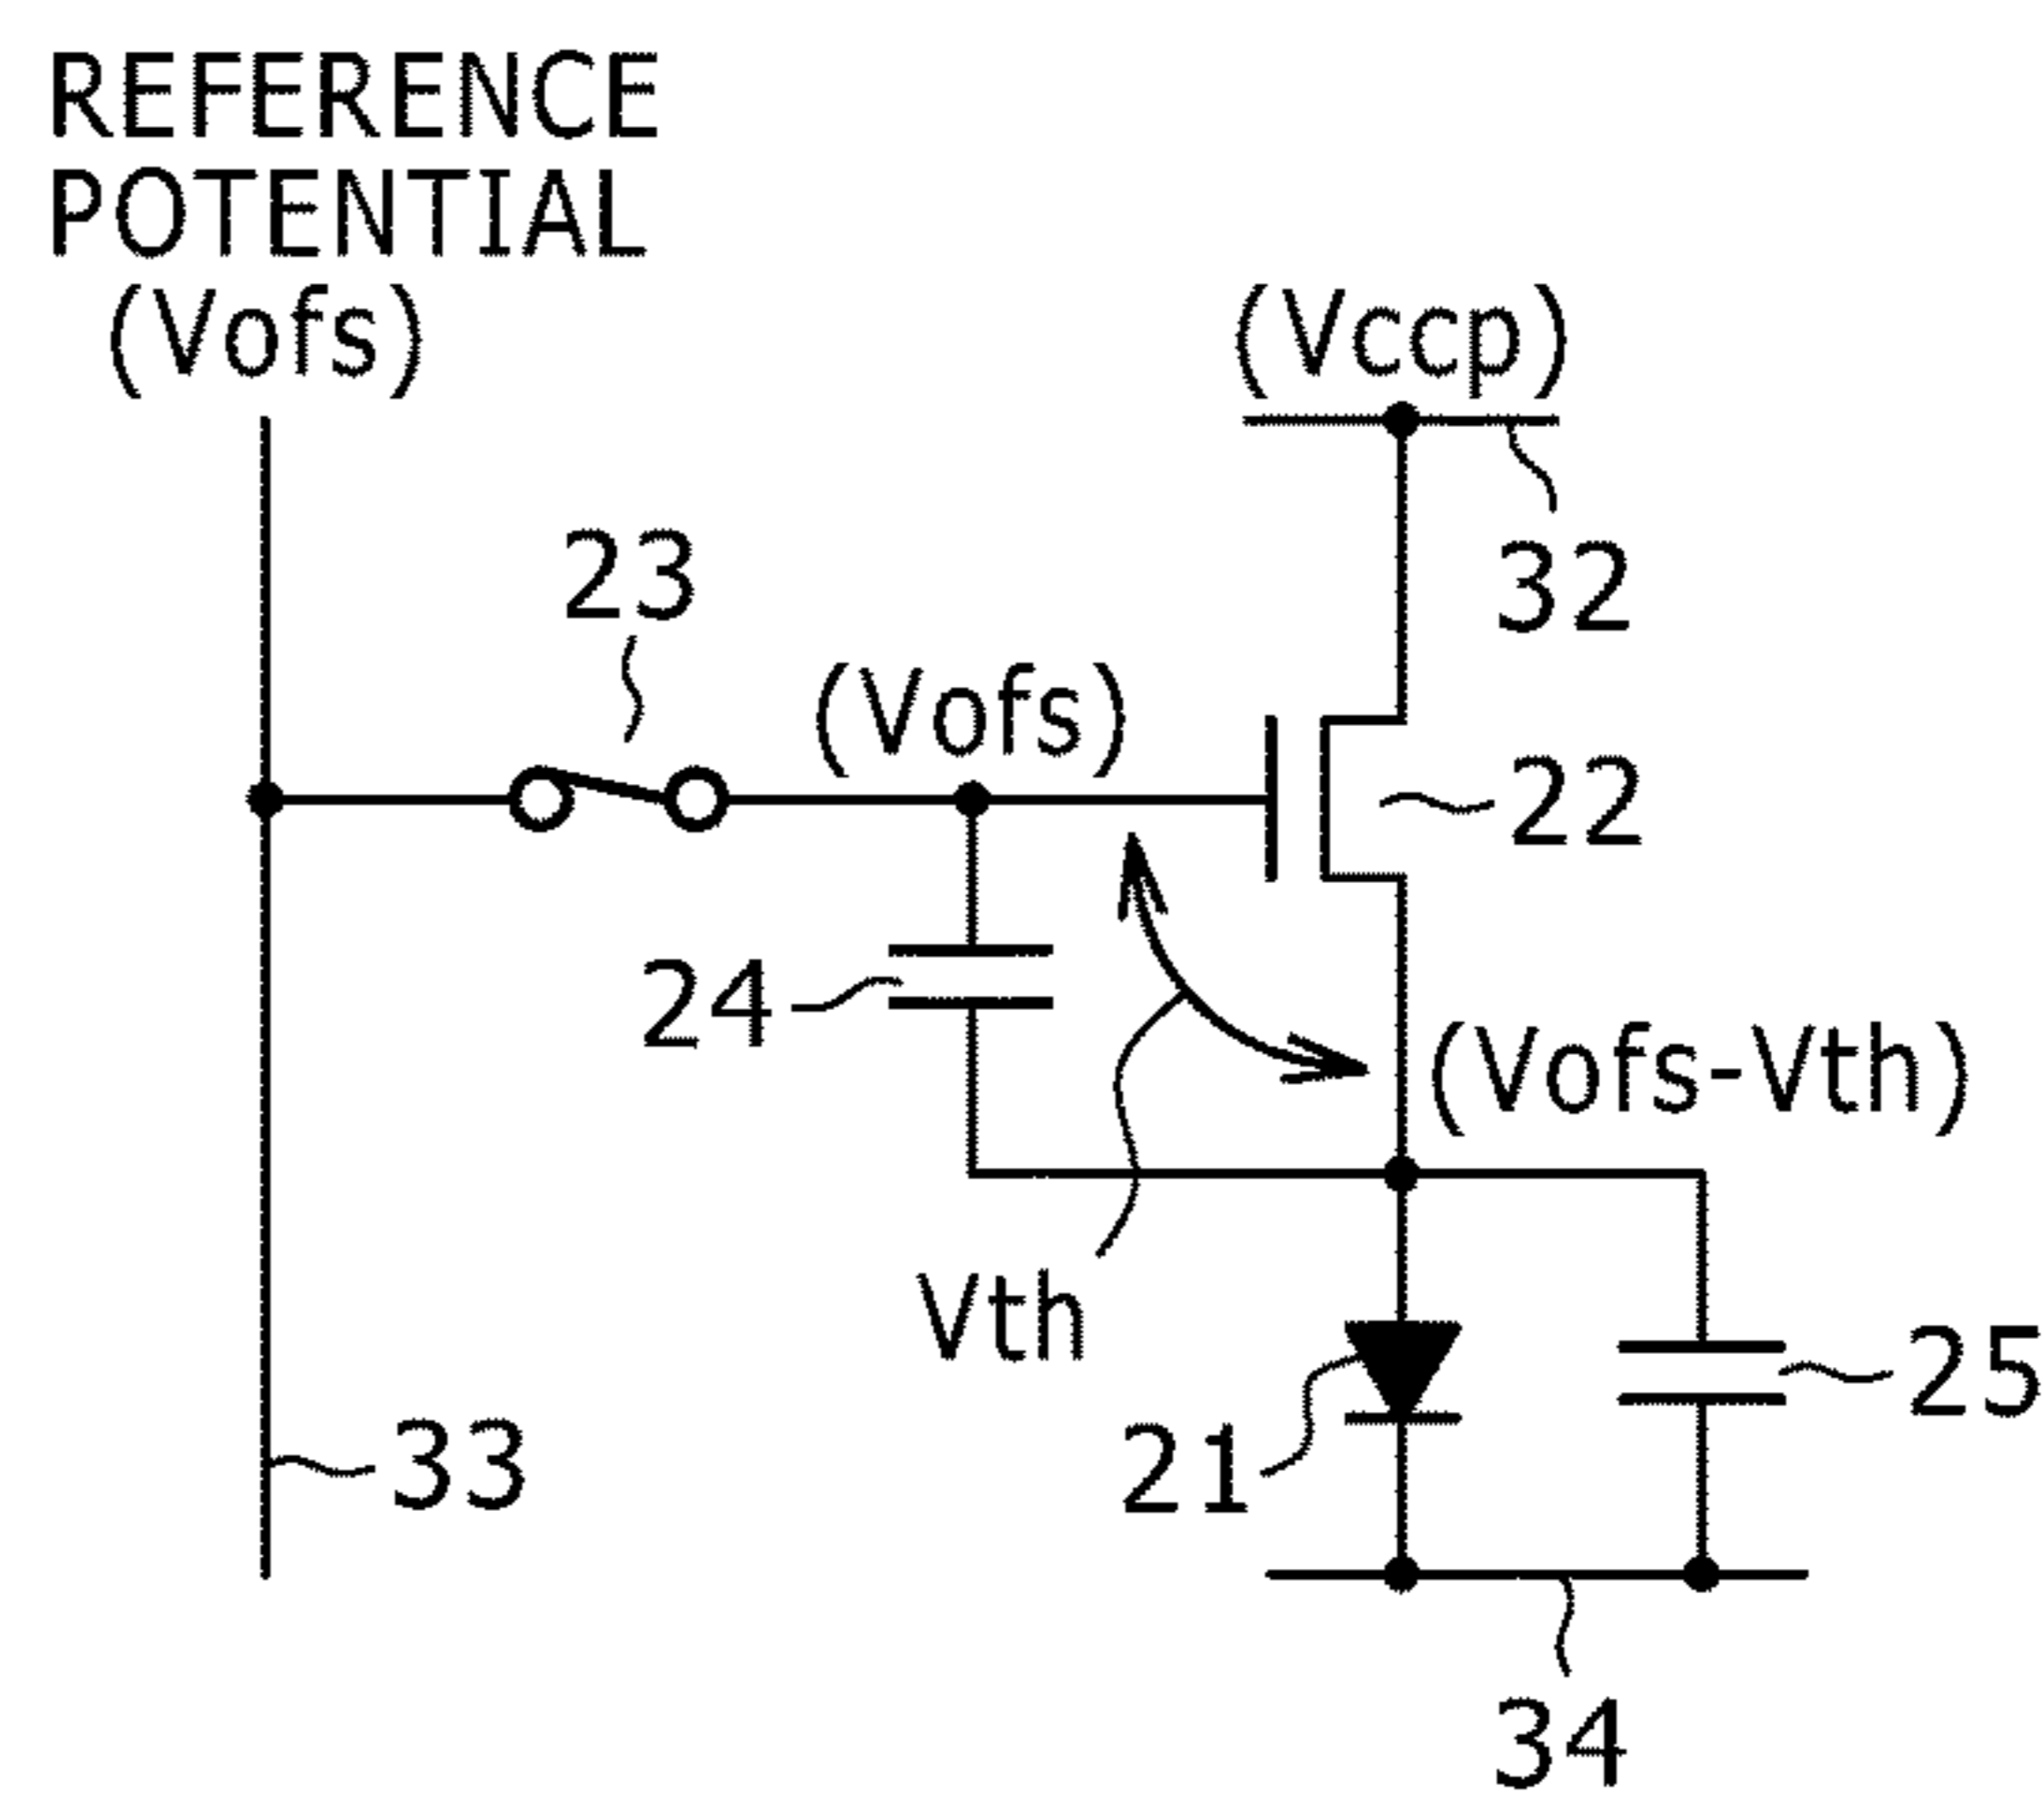 REFERENCE
POTENTIAL
(Vofs)
(Vccp)
32
23
(Vofs)
22
24
(Vofs-Vth)
Vth
25
21
33
34